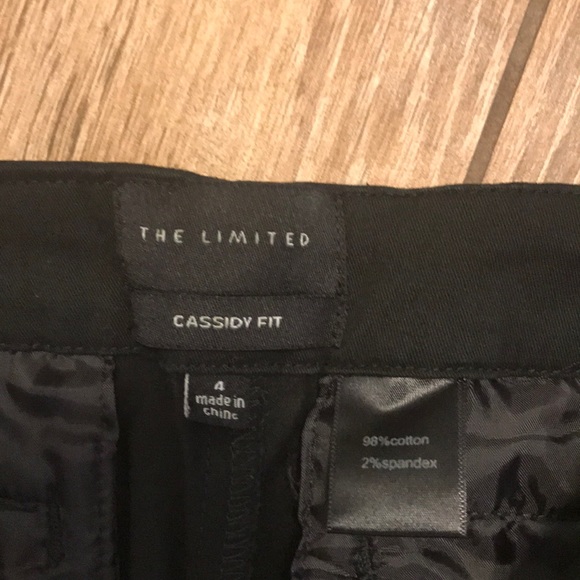 THE LIMITED
CASSIDY FIT
4
made in
china
98%cotton
2%spandex